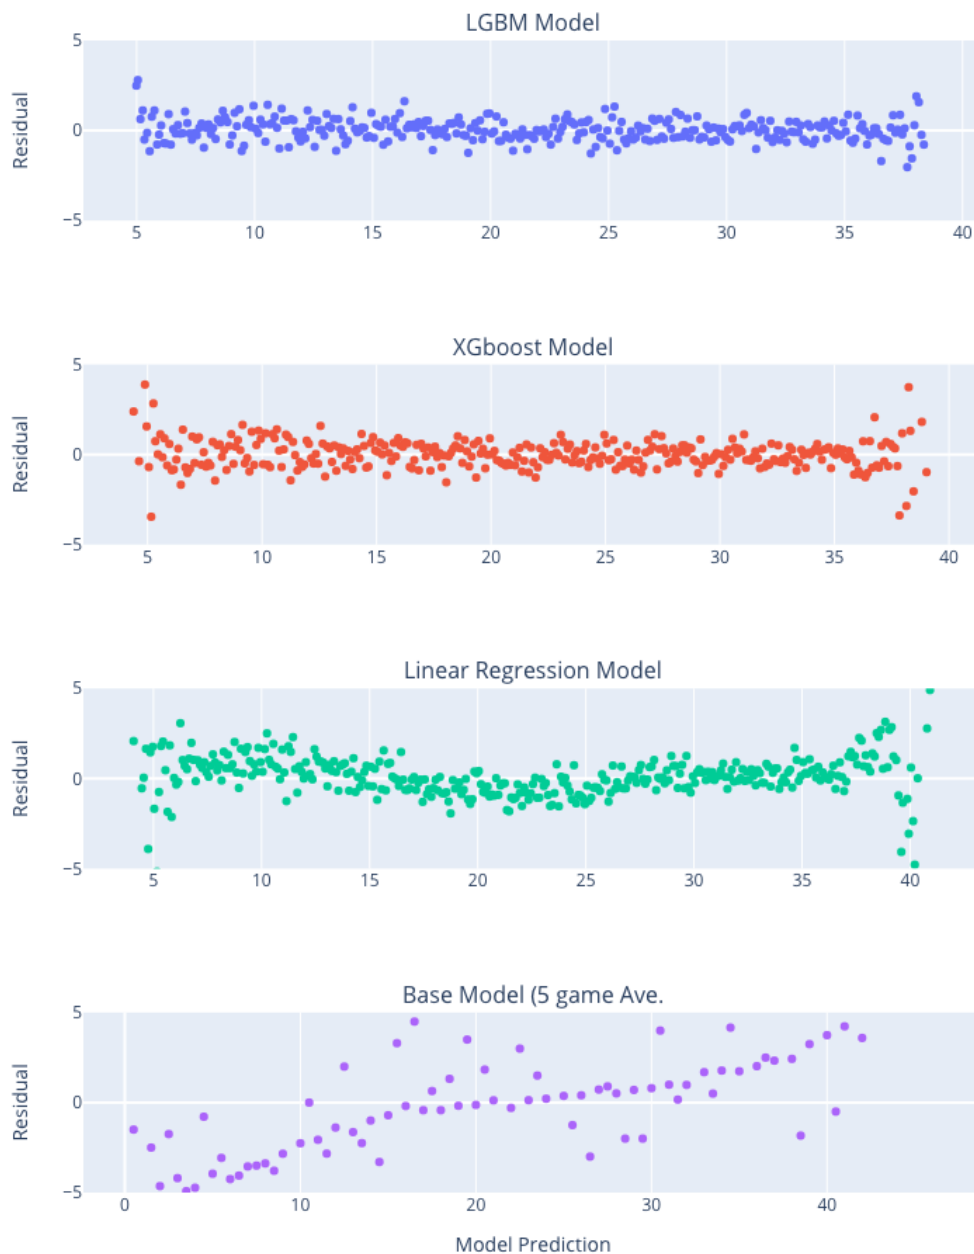 LGBM Model
5
0
−5
Residual
5 10 15 20 25 30 35 40
XGboost Model
5
0
−5
Residual
5 10 15 20 25 30 35
Linear Regression Model
5
0
−5
Residual
5 10 15 20 25 30 35 40
Base Model (5 game Ave.
5
0
−5
Residual
0 10 20 30 40
Model Prediction